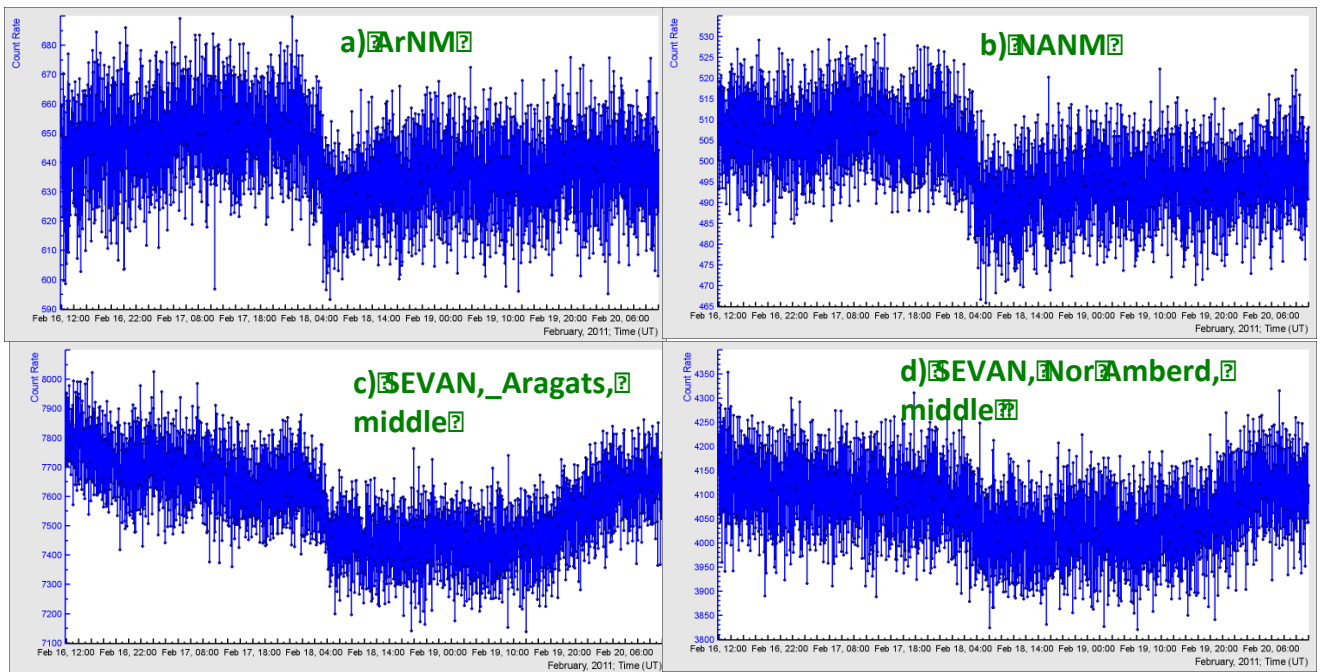 a) ArNM
Count Rate
680
670
660
650
640
630
620
610
600
590
Feb 16, 12:00 Feb 16, 22:00 Feb 17, 08:00 Feb 17, 18:00 Feb 18, 04:00 Feb 18, 14:00 Feb 19, 00:00 Feb 19, 10:00 Feb 19, 20:00 Feb 20, 06:00
February, 2011; Time (UT)
b) NANM
Count Rate
530
525
520
515
510
505
500
495
490
485
480
475
470
465
Feb 16, 12:00 Feb 16, 22:00 Feb 17, 08:00 Feb 17, 18:00 Feb 18, 04:00 Feb 18, 14:00 Feb 19, 00:00 Feb 19, 10:00 Feb 19, 20:00 Feb 20, 06:00
February, 2011; Time (UT)
c) SEVAN,_Aragats,
middle
Count Rate
8000
7900
7800
7700
7600
7500
7400
7300
7200
7100
Feb 16, 12:00 Feb 16, 22:00 Feb 17, 08:00 Feb 17, 18:00 Feb 18, 04:00 Feb 18, 14:00 Feb 19, 00:00 Feb 19, 10:00 Feb 19, 20:00 Feb 20, 06:00
February, 2011; Time (UT)
d) SEVAN, Nor Amberd,
middle
Count Rate
4350
4300
4250
4200
4150
4100
4050
4000
3950
3900
3850
3800
Feb 16, 12:00 Feb 16, 22:00 Feb 17, 08:00 Feb 17, 18:00 Feb 18, 04:00 Feb 18, 14:00 Feb 19, 00:00 Feb 19, 10:00 Feb 19, 20:00 Feb 20, 06:00
February, 2011; Time (UT)